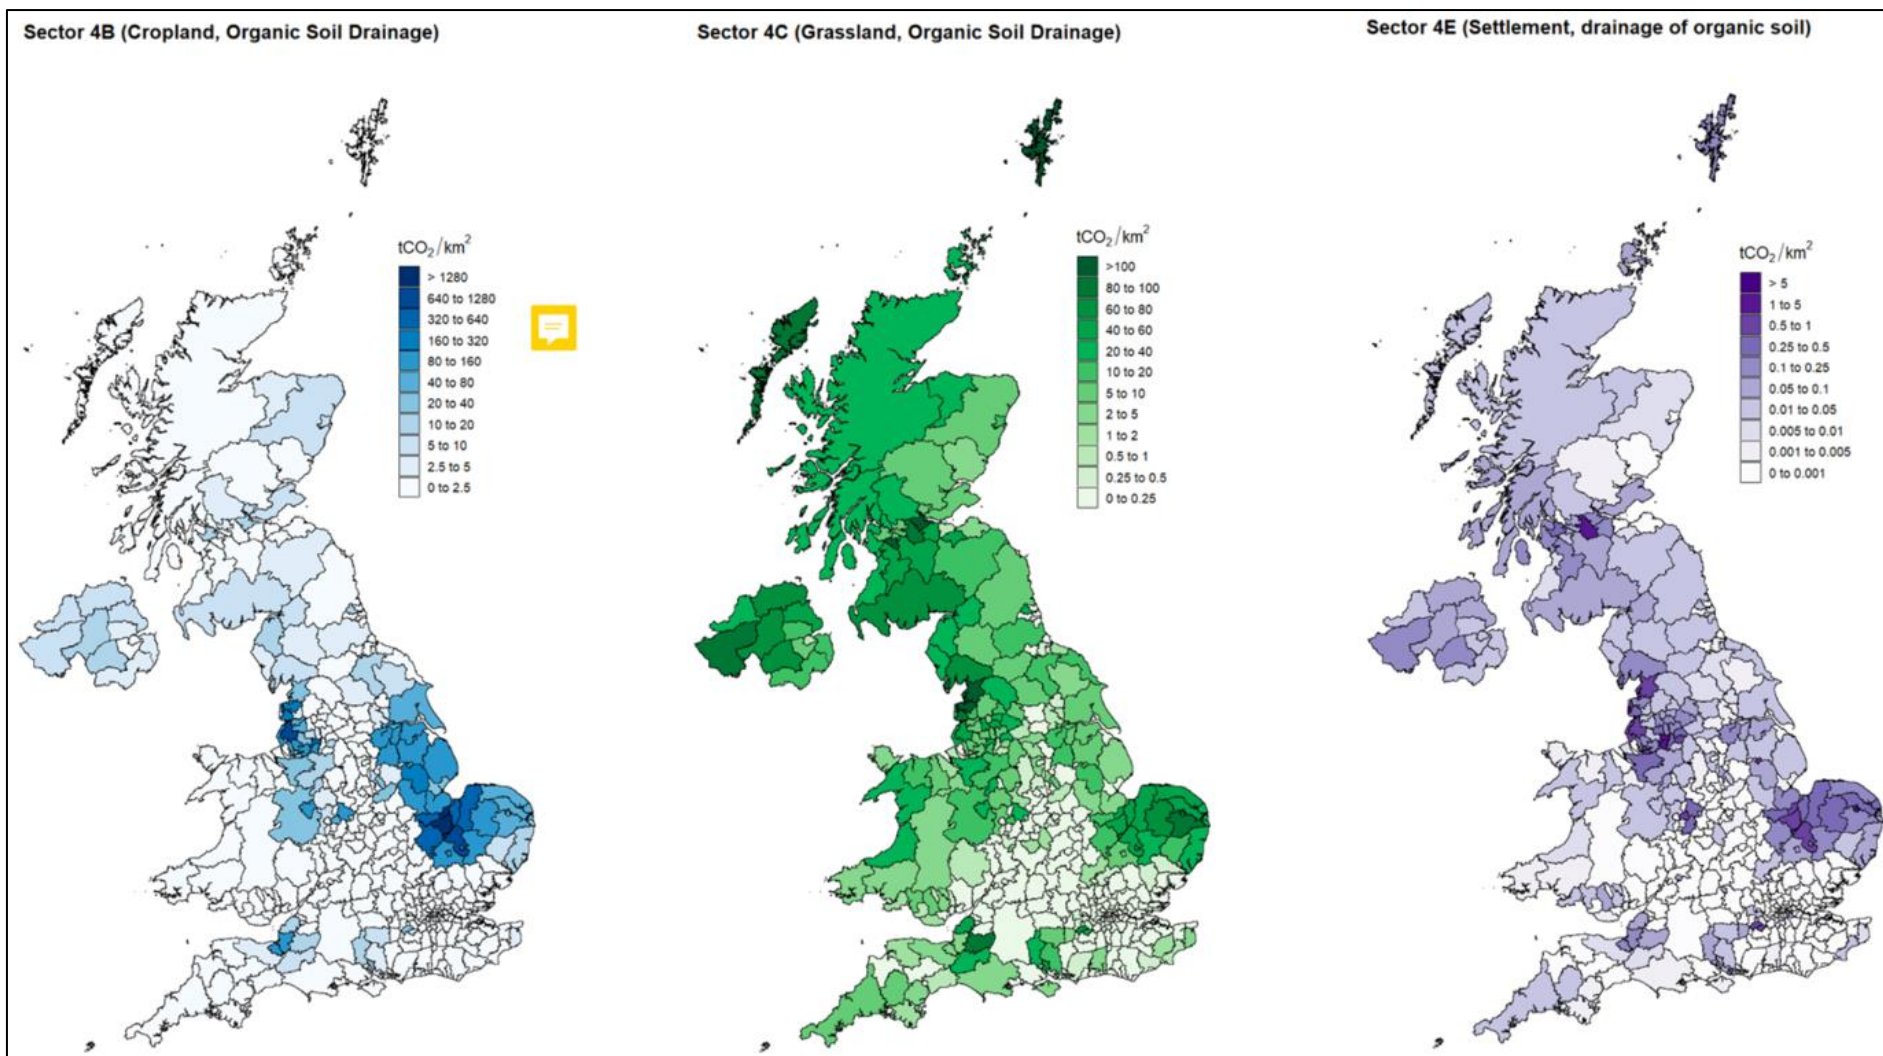 Sector 4B (Cropland, Organic Soil Drainage)
tCO₂/km²
> 1280
640 to 1280
320 to 640
160 to 320
80 to 160
40 to 80
20 to 40
10 to 20
5 to 10
2.5 to 5
0 to 2.5
Sector 4C (Grassland, Organic Soil Drainage)
tCO₂/km²
>100
80 to 100
60 to 80
40 to 60
20 to 40
10 to 20
5 to 10
2 to 5
1 to 2
0.5 to 1
0.25 to 0.5
0 to 0.25
Sector 4E (Settlement, drainage of organic soil)
tCO₂/km²
> 5
1 to 5
0.5 to 1
0.25 to 0.5
0.1 to 0.25
0.05 to 0.1
0.01 to 0.05
0.005 to 0.01
0.001 to 0.005
0 to 0.001